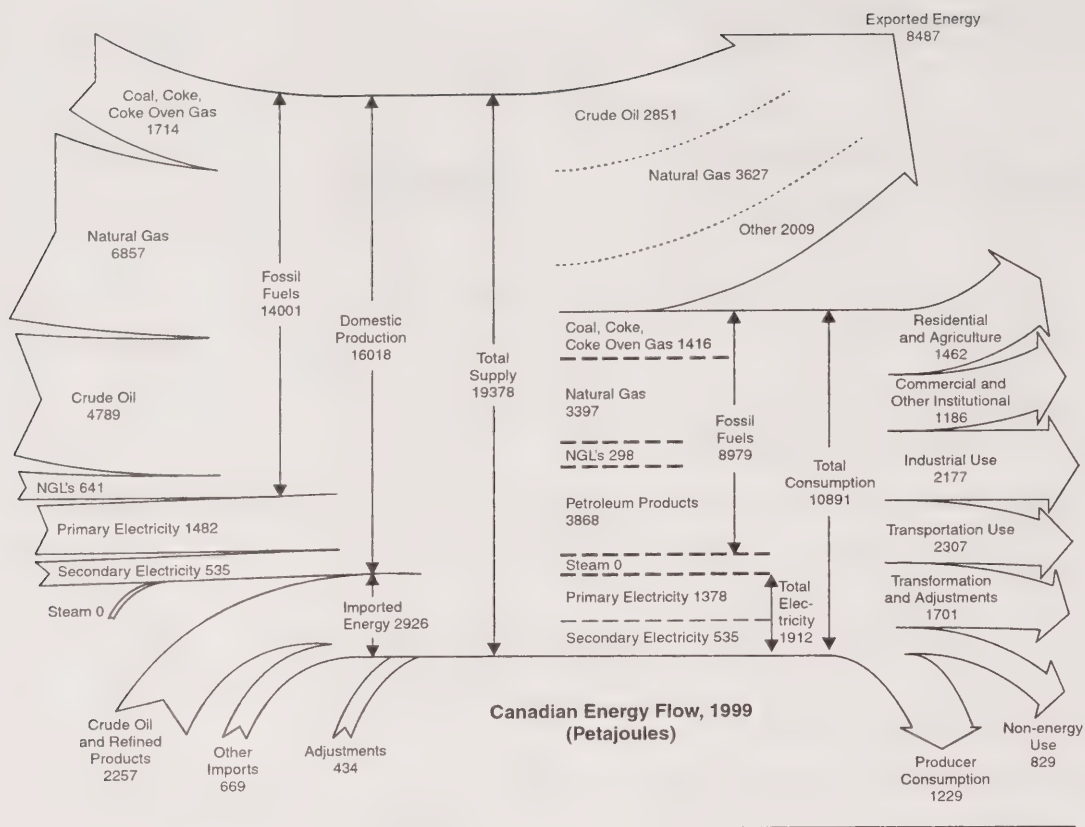 Exported Energy
8487
Coal, Coke,
Coke Oven Gas
1714
Natural Gas
6857
Crude Oil
4789
NGL's 641
Primary Electricity 1482
Secondary Electricity 535
Steam 0
Crude Oil
and Refined
Products
2257
Other
Imports
669
Adjustments
434
Fossil
Fuels
14001
Domestic
Production
16018
Imported
Energy 2926
Total
Supply
19378
Crude Oil 2851
Natural Gas 3627
Other 2009
Coal, Coke,
Coke Oven Gas 1416
Natural Gas
3397
NGL's 298
Petroleum Products
3868
Steam 0
Primary Electricity 1378
Secondary Electricity 535
Fossil
Fuels
8979
Total
Elec-
tricity
1912
Total
Consumption
10891
Residential
and Agriculture
1462
Commercial and
Other Institutional
1186
Industrial Use
2177
Transportation Use
2307
Transformation
and Adjustments
1701
Non-energy
Use
829
Producer
Consumption
1229
Canadian Energy Flow, 1999
(Petajoules)